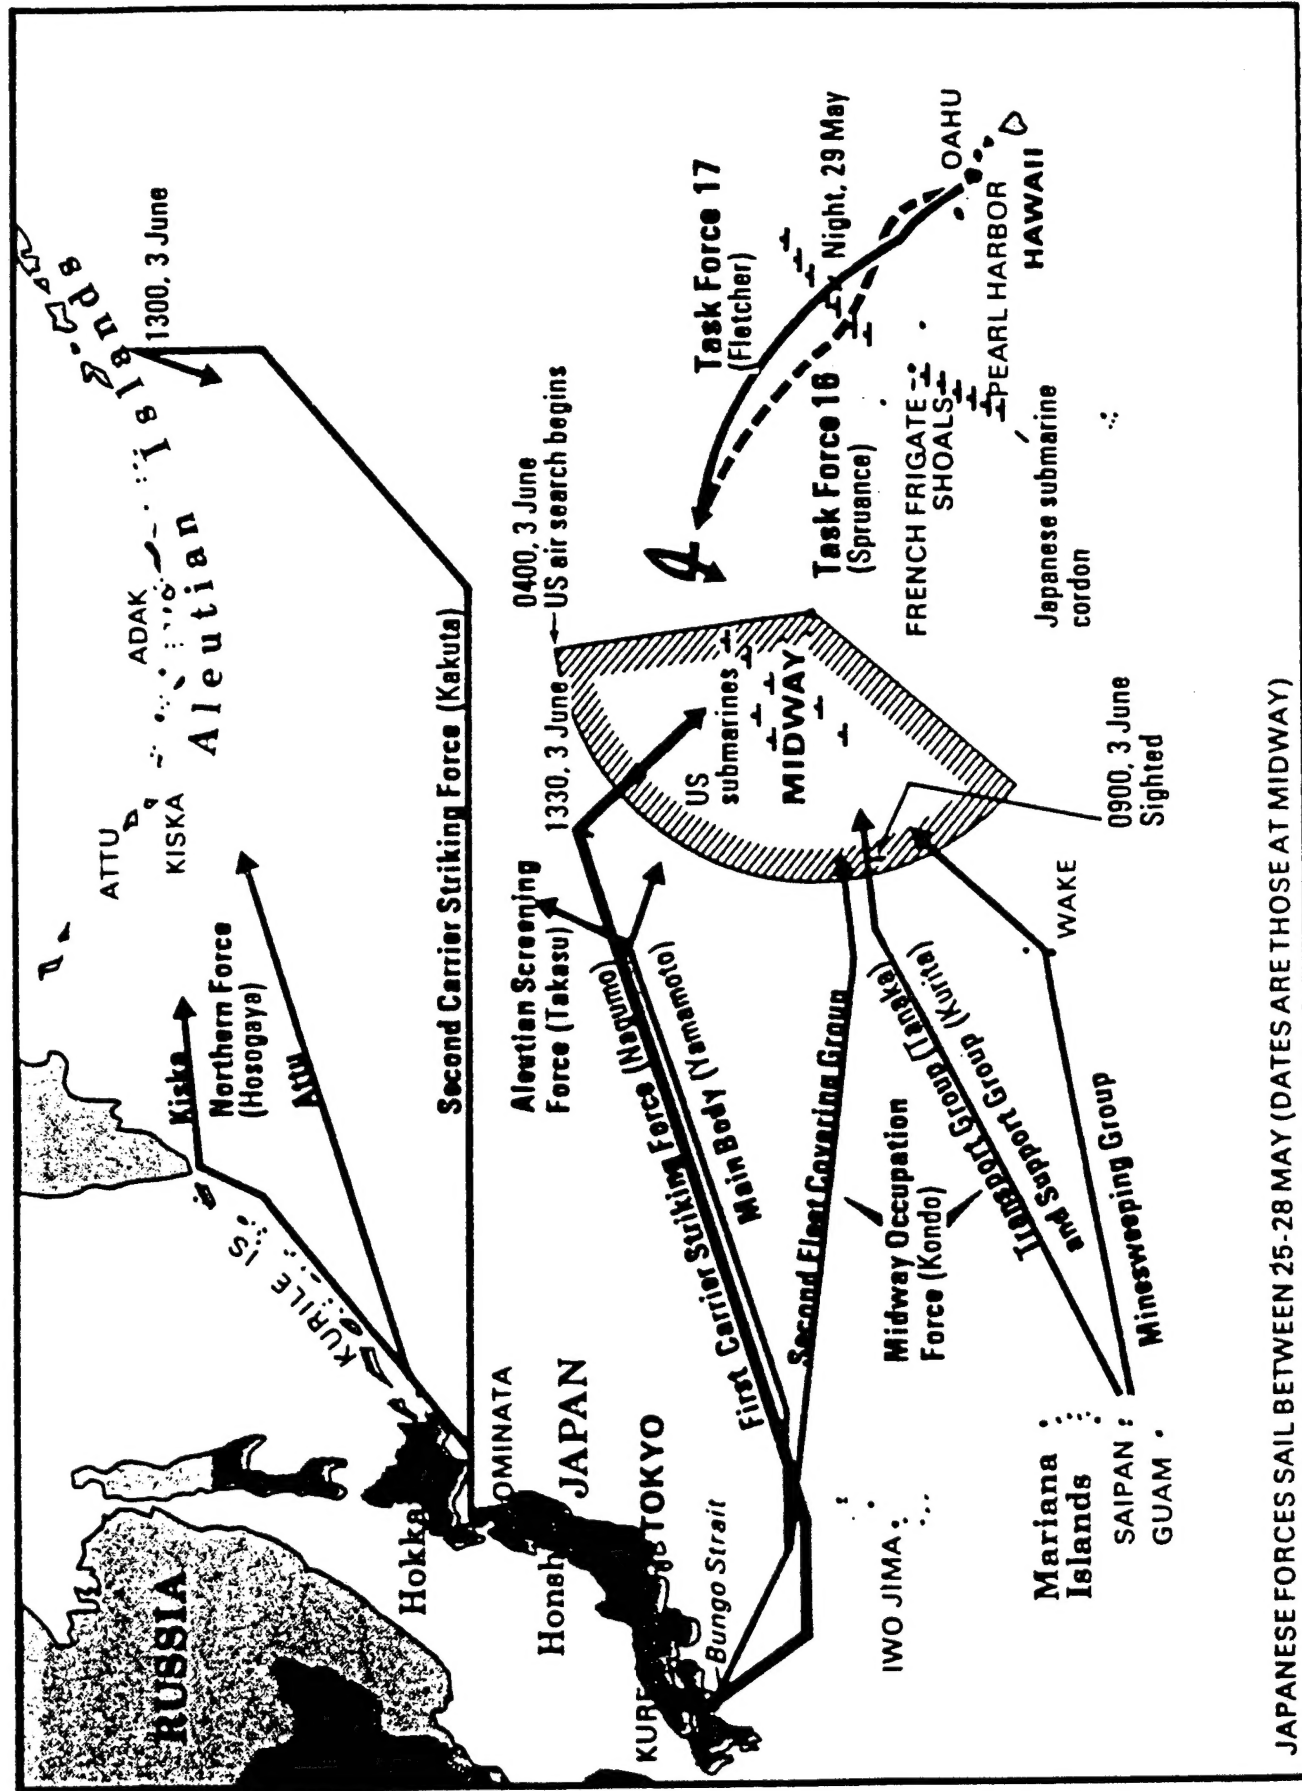 RUSSIA
Aleutian Islands
1300, 3 June
ATTU
KISKA
ADAK
Kiska
Northern Force
(Hosogaya)
Attu
KURILE IS
Second Carrier Striking Force (Kakuta)
Hokka
OMINATA
Honsh
JAPAN
KURE
TOKYO
Bungo Strait
0400, 3 June
US air search begins
1330, 3 June
Aleutian Screening
Force (Takasu)
First Carrier Striking Force (Nagumo)
Main Body (Yamamoto)
US
submarines
MIDWAY
Task Force 17
(Fletcher)
Night, 29 May
Task Force 16
(Spruance)
OAHU
PEARL HARBOR
HAWAII
FRENCH FRIGATE
SHOALS
Japanese submarine
cordon
Second Fleet Covering Group
Midway Occupation
Force (Kondo)
Transport Group (Tanaka)
and Support Group (Kurita)
Minesweeping Group
0900, 3 June
Sighted
WAKE
IWO JIMA
Mariana
Islands
SAIPAN
GUAM
JAPANESE FORCES SAIL BETWEEN 25-28 MAY (DATES ARE THOSE AT MIDWAY)